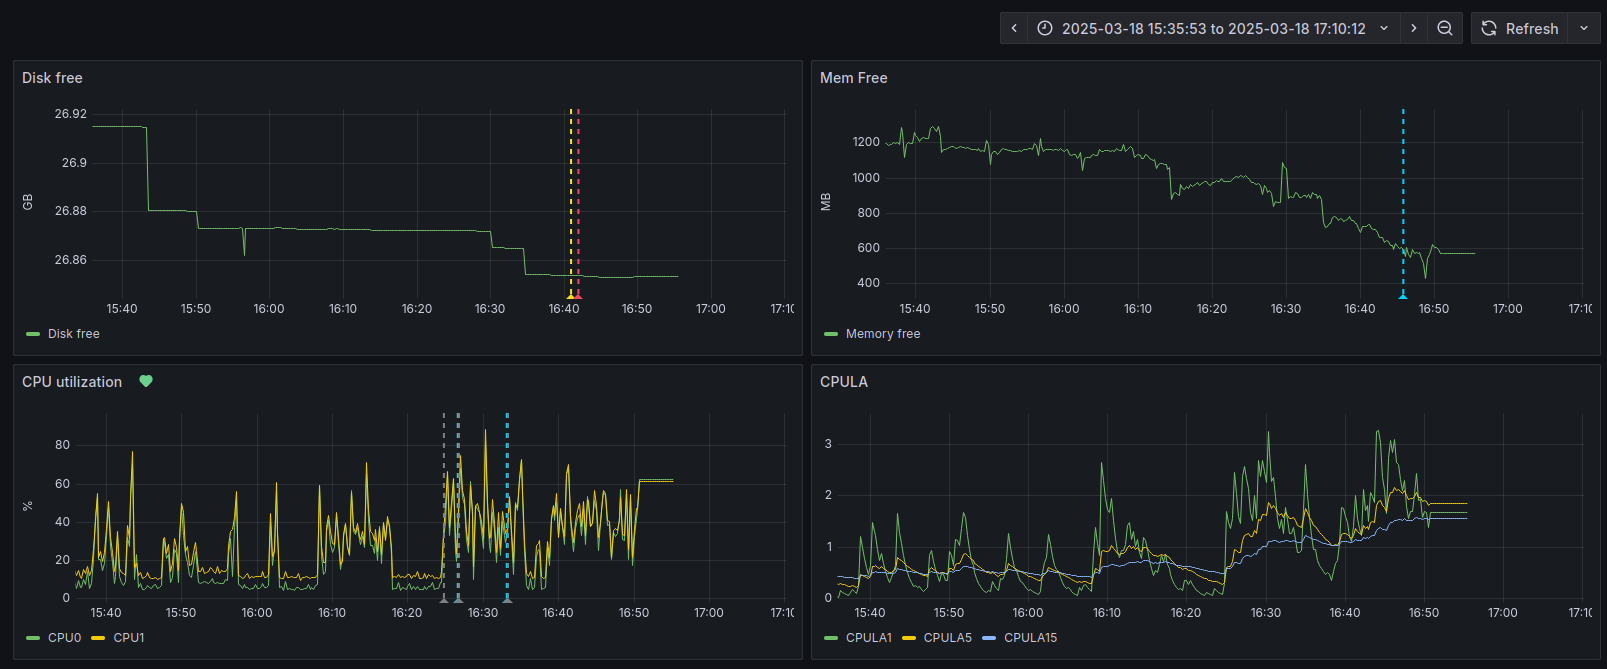 2025-03-18 15:35:53 to 2025-03-18 17:10:12 Refresh
Disk free
26.92
26.9
26.88
26.86
GB
15:40 15:50 16:00 16:10 16:20 16:30 16:40 16:50 17:00 17:10
Disk free
Mem Free
1200
1000
800
600
400
MB
15:40 15:50 16:00 16:10 16:20 16:30 16:40 16:50 17:00 17:10
Memory free
CPU utilization
80
60
40
20
0
%
15:40 15:50 16:00 16:10 16:20 16:30 16:40 16:50 17:00 17:10
CPU0 CPU1
CPULA
3
2
1
0
15:40 15:50 16:00 16:10 16:20 16:30 16:40 16:50 17:00 17:10
CPULA1 CPULA5 CPULA15